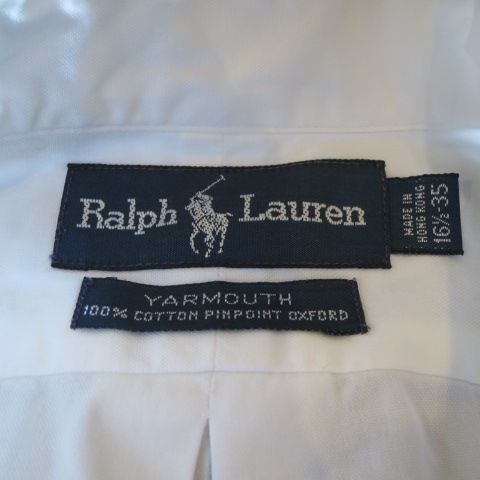 Ralph Lauren
MADE IN
HONG KONG
16½-35
YARMOUTH
100% COTTON PINPOINT OXFORD